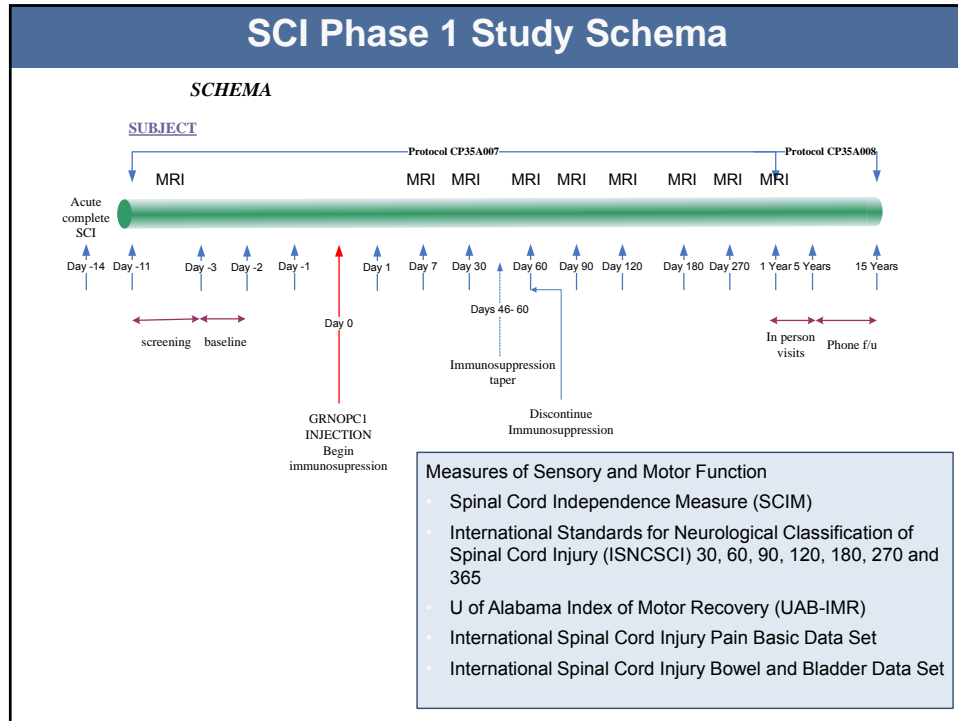 SCI Phase 1 Study Schema
SCHEMA
SUBJECT
Protocol CP35A007
Protocol CP35A008
MRI MRI MRI MRI MRI MRI MRI MRI MRI
Acute
complete
SCI
Day -14 Day -11 Day -3 Day -2 Day -1 Day 1 Day 7 Day 30 Day 60 Day 90 Day 120 Day 180 Day 270 1 Year 5 Years 15 Years
Days 46- 60
Day 0
screening
baseline
In person
visits
Phone f/u
Immunosuppression
taper
GRNOPC1
INJECTION
Begin
immunosupression
Discontinue
Immunosuppression
Measures of Sensory and Motor Function
• Spinal Cord Independence Measure (SCIM)
• International Standards for Neurological Classification of
Spinal Cord Injury (ISNCSCI) 30, 60, 90, 120, 180, 270 and
365
• U of Alabama Index of Motor Recovery (UAB-IMR)
• International Spinal Cord Injury Pain Basic Data Set
• International Spinal Cord Injury Bowel and Bladder Data Set